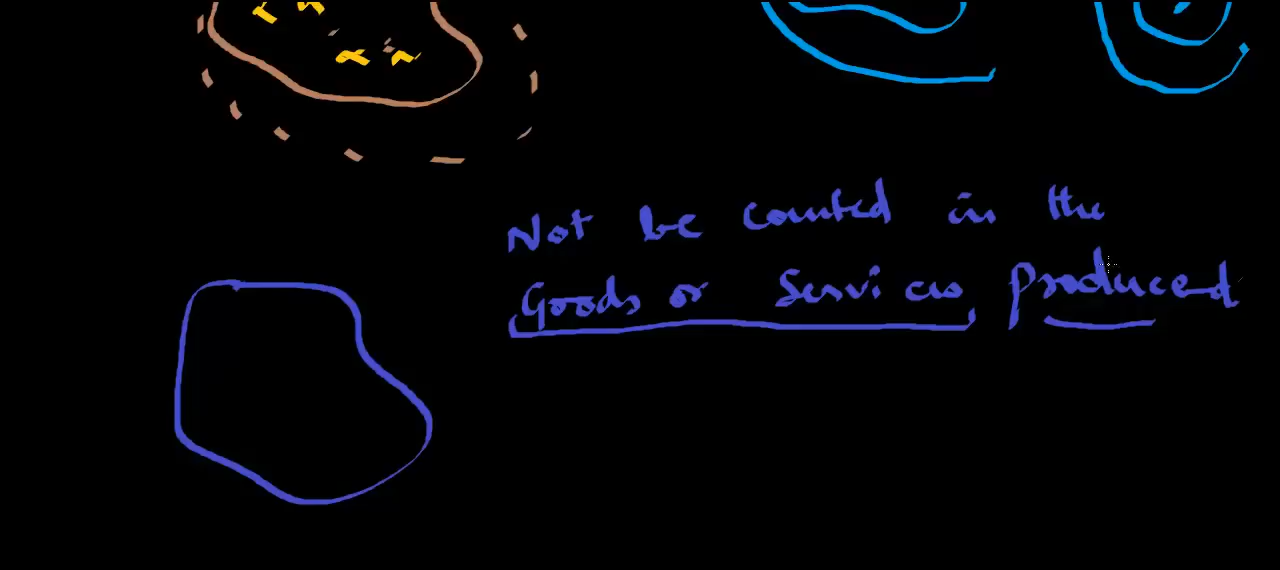 Not be counted in the
Goods or Services Produced